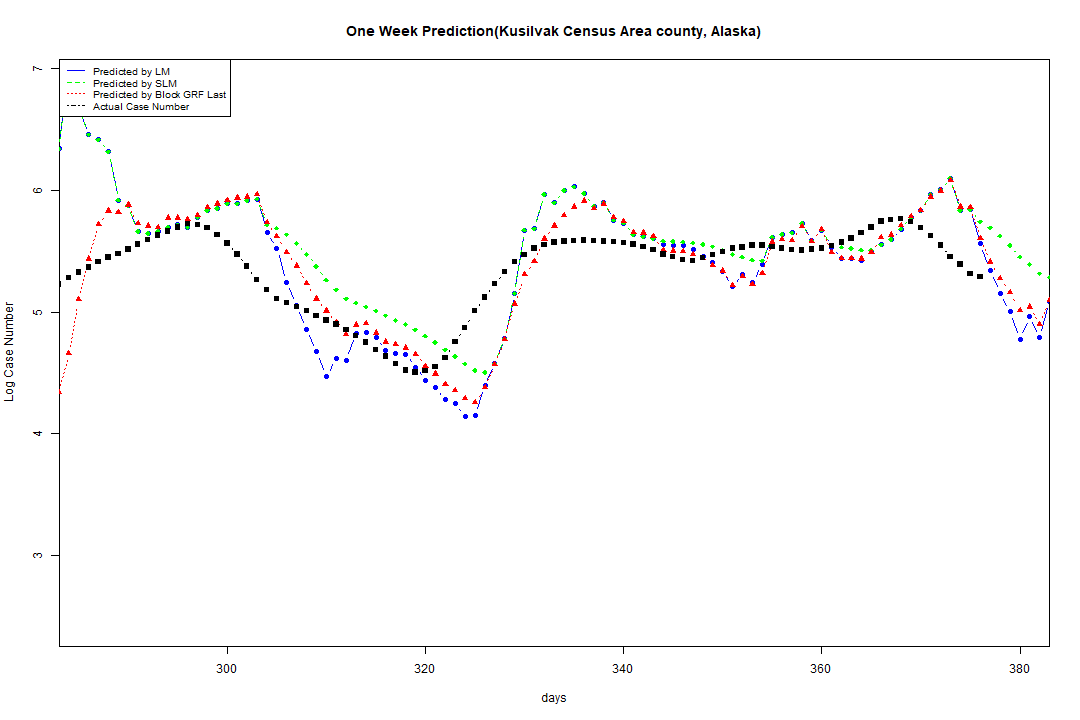 One Week Prediction(Kusilvak Census Area county, Alaska)
Predicted by LM
Predicted by SLM
Predicted by Block GRF Last
Actual Case Number
7
6
5
4
3
Log Case Number
300
320
340
360
380
days